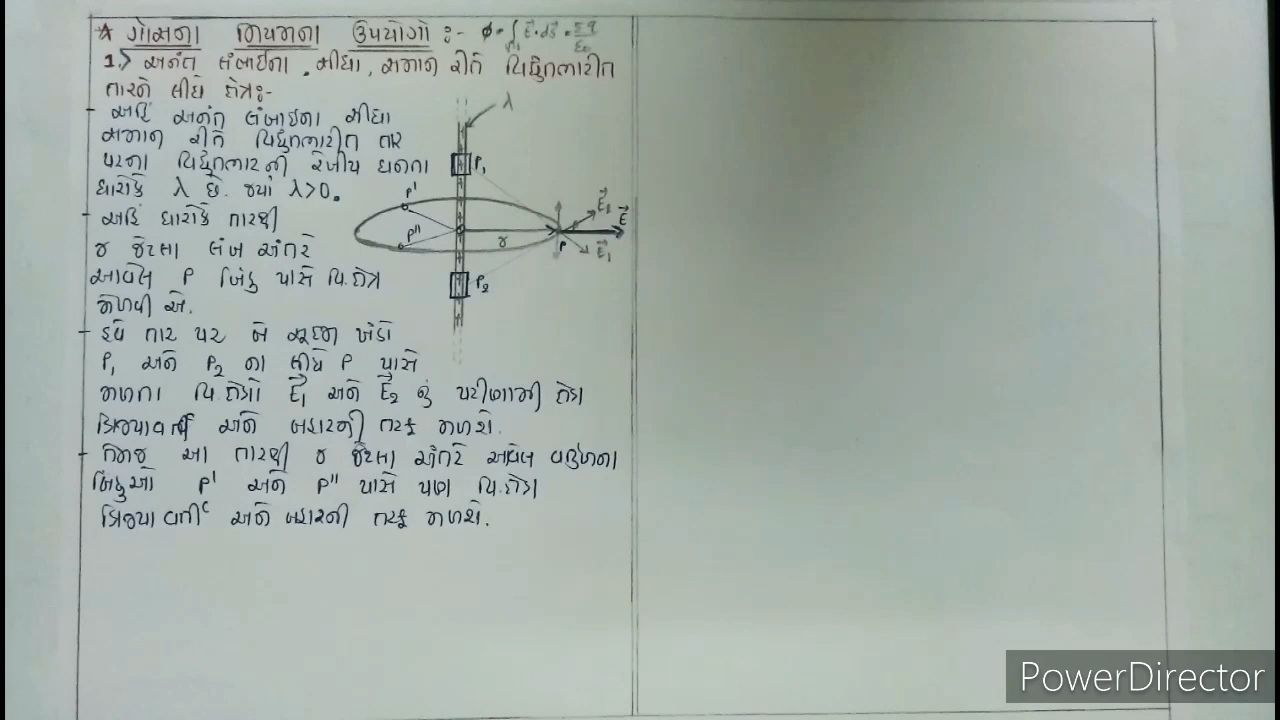 * ગોસના નિયમના ઉપયોગો :- φ = ∫ E⃗·ds⃗ = Σq/ε₀
1.> અનંત લંબાઈના, સીધા, સમાન રીતે વિદ્યુતભારીત
તારને લીધે ક્ષેત્ર:-
- અહિં અનંત લંબાઈના સીધા
સમાન રીતે વિદ્યુતભારીત તાર
પરના વિદ્યુતભારની રેખીય ઘનતા
ધારોકે λ છે. જ્યાં λ>0.
- અહિં ધારોકે તારથી
r જેટલા લંબ અંતરે
આવેલ P બિંદુ પાસે વિ.ક્ષેત્ર
મેળવી એ.
- હવે તાર પર બે સૂક્ષ્મ ખંડો
P₁ અને P₂ ના લીધે P પાસે
મળતા વિ.ક્ષેત્રો E⃗₁ અને E⃗₂ નું પરીણામી ક્ષેત્ર
ત્રિજ્યાવર્તી અને બહારની તરફ મળશે.
- તેમજ આ તારથી r જેટલા અંતરે આવેલ વર્તુળના
બિંદુઓ P' અને P'' પાસે પણ વિ.ક્ષેત્ર
ત્રિજ્યાવર્તી અને બહારની તરફ મળશે.
λ
P₁
P'
P''
r
P
E⃗₂
E⃗
E⃗₁
P₂
PowerDirector